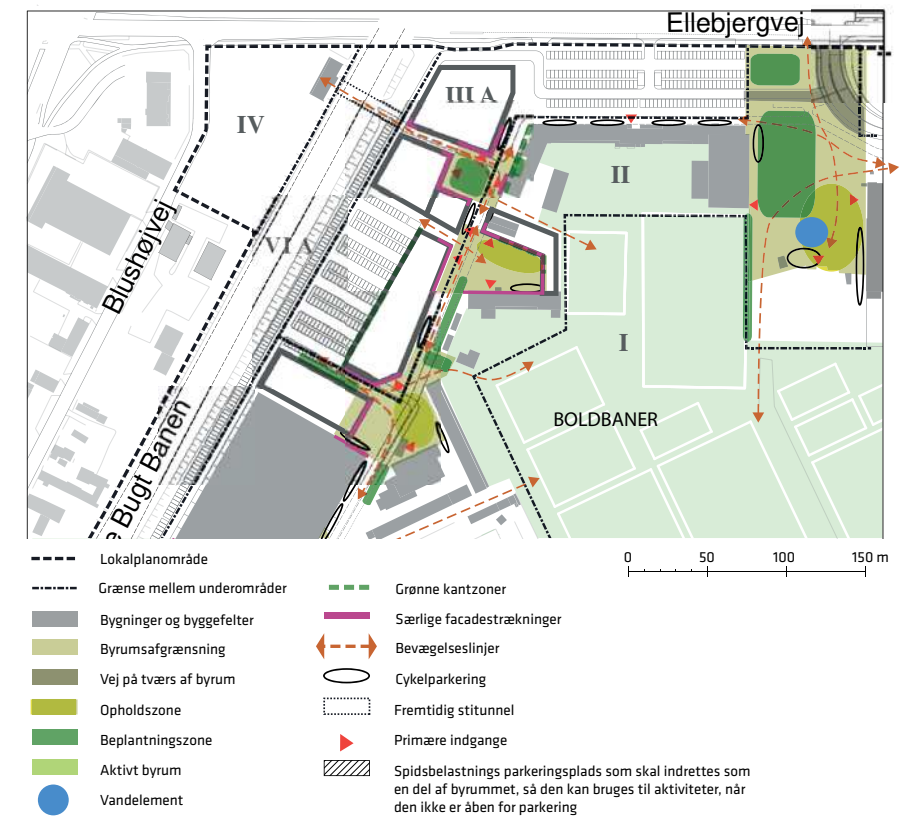 Ellebjergvej
III A
IV
II
VI A
Blushøjvej
I
BOLDBANER
e Bugt Banen
Lokalplanområde
Grænse mellem underområder
Bygninger og byggefelter
Byrumsafgrænsning
Vej på tværs af byrum
Opholdszone
Beplantningszone
Aktivt byrum
Vandelement
0 50 100 150 m
Grønne kantzoner
Særlige facadestrækninger
Bevægelseslinjer
Cykelparkering
Fremtidig stitunnel
Primære indgange
Spidsbelastnings parkeringsplads som skal indrettes som
en del af byrummet, så den kan bruges til aktiviteter, når
den ikke er åben for parkering